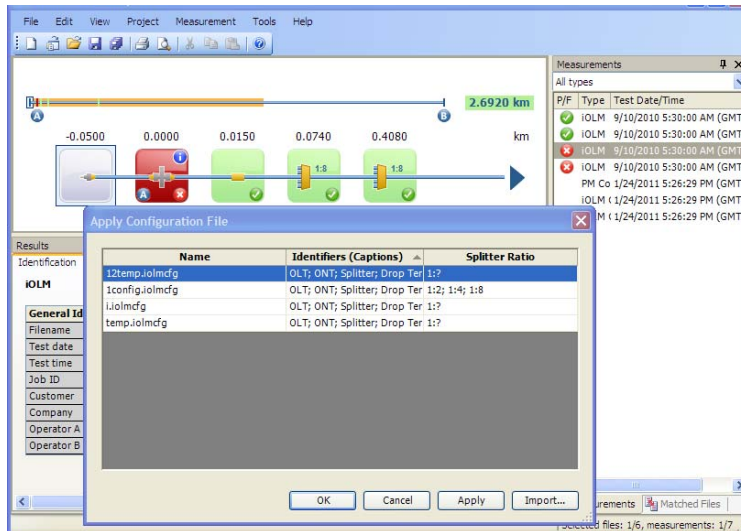 File Edit View Project Measurement Tools Help
Measurements
All types
P/F Type Test Date/Time
iOLM 9/10/2010 5:30:00 AM (GMT
iOLM 9/10/2010 5:30:00 AM (GMT
iOLM 9/10/2010 5:30:00 AM (GMT
iOLM 9/10/2010 5:30:00 AM (GMT
PM Co 1/24/2011 5:26:29 PM (GMT
iOLM ( 1/24/2011 5:26:29 PM (GMT
M ( 1/24/2011 5:26:29 PM (GMT
2.6920 km
A
B
-0.0500 0.0000 0.0150 0.0740 0.4080 km
1:8 1:8
A
Apply Configuration File
Name Identifiers (Captions) Splitter Ratio
12temp.iolmcfg OLT; ONT; Splitter; Drop Ter 1:?
1config.iolmcfg OLT; ONT; Splitter; Drop Ter 1:2; 1:4; 1:8
i.iolmcfg OLT; ONT; Splitter; Drop Ter 1:?
temp.iolmcfg OLT; ONT; Splitter; Drop Ter 1:?
OK Cancel Apply Import...
Results
Identification
iOLM
General Id
Filename
Test date
Test time
Job ID
Customer
Company
Operator A
Operator B
urements Matched Files
Selected files: 1/6, measurements: 1/7